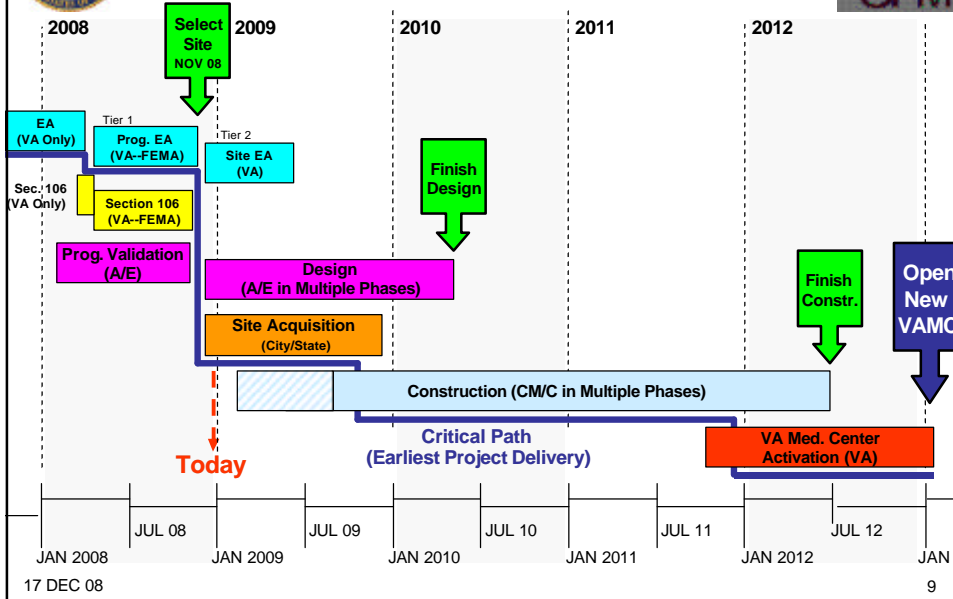 2008
Select
Site
NOV 08
2009
2010
2011
2012
EA
(VA Only)
Tier 1
Prog. EA
(VA--FEMA)
Tier 2
Site EA
(VA)
Finish
Design
Sec. 106
(VA Only)
Section 106
(VA--FEMA)
Prog. Validation
(A/E)
Design
(A/E in Multiple Phases)
Finish
Constr.
Open
New
VAMC
Site Acquisition
(City/State)
Construction (CM/C in Multiple Phases)
Critical Path
(Earliest Project Delivery)
VA Med. Center
Activation (VA)
Today
JUL 08
JUL 09
JUL 10
JUL 11
JUL 12
JAN 2008
JAN 2009
JAN 2010
JAN 2011
JAN 2012
JAN
17 DEC 08
9